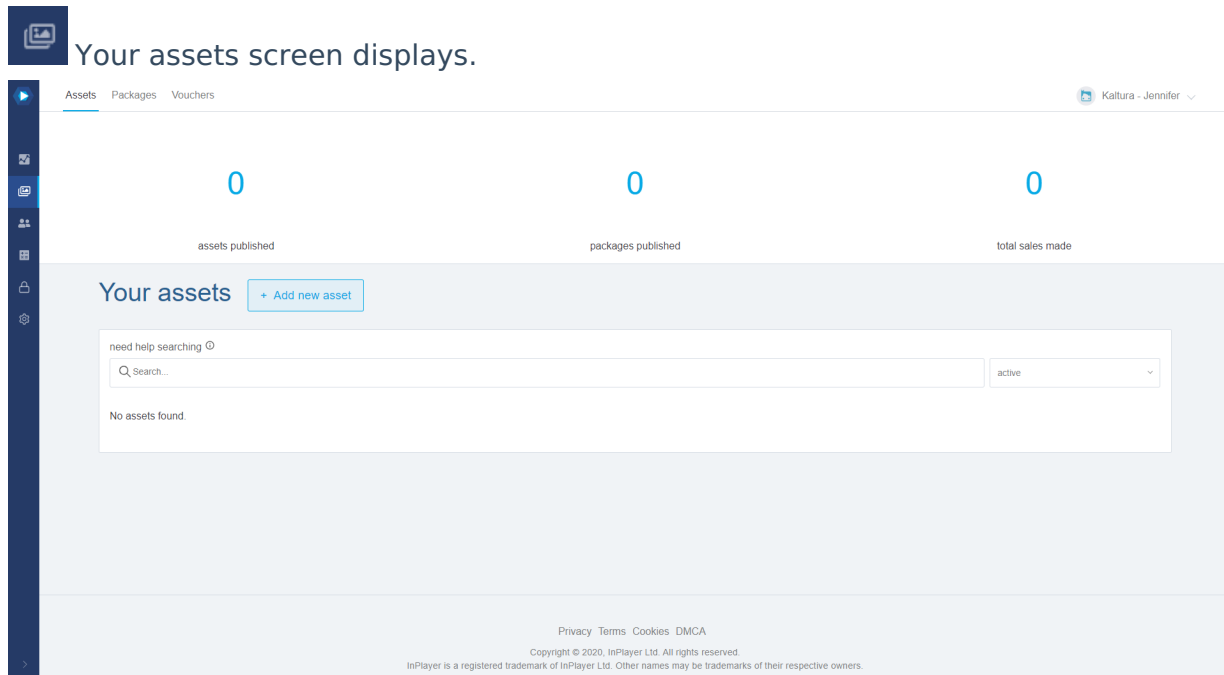 Your assets screen displays.
Assets Packages Vouchers Kaltura - Jennifer
0 0 0
assets published packages published total sales made
Your assets + Add new asset
need help searching
Search... active
No assets found.
Privacy Terms Cookies DMCA
Copyright © 2020, InPlayer Ltd. All rights reserved.
InPlayer is a registered trademark of InPlayer Ltd. Other names may be trademarks of their respective owners.